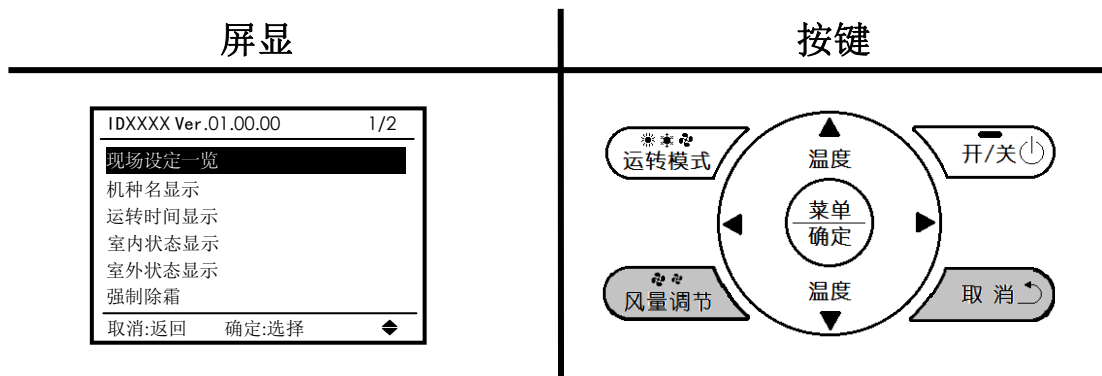 屏显
按键
IDXXXX Ver.01.00.00 1/2
现场设定一览
机种名显示
运转时间显示
室内状态显示
室外状态显示
强制除霜
取消:返回 确定:选择
运转模式
温度
开/关
菜单
确定
风量调节
温度
取消